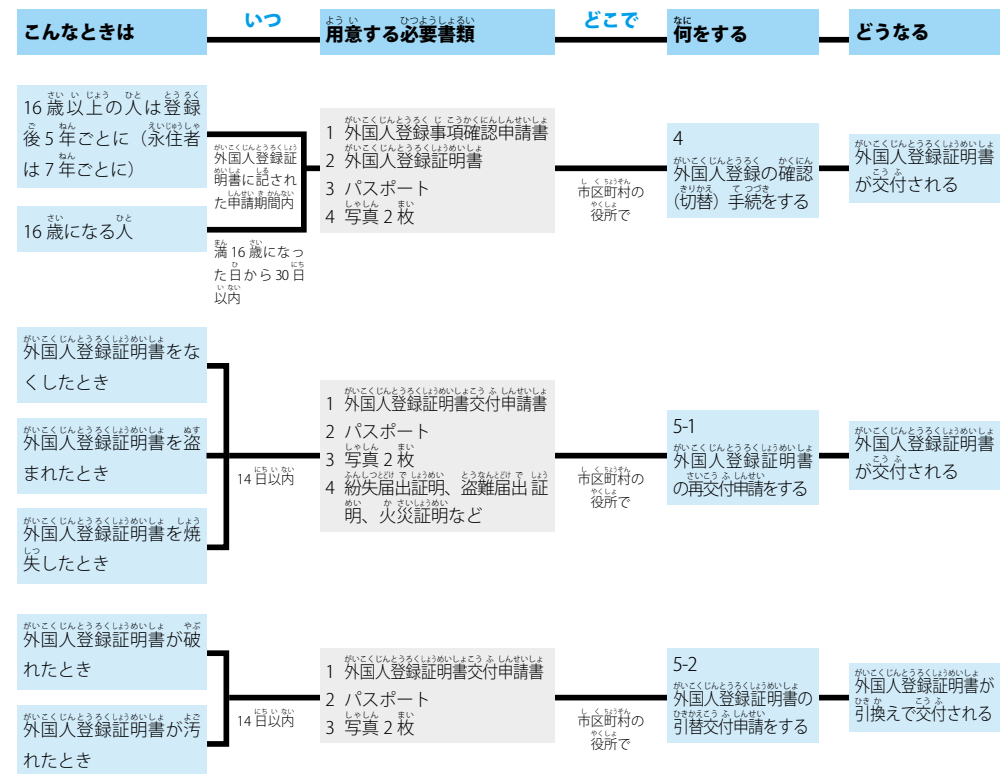 こんなときは
いつ
用意する必要書類
どこで
何をする
どうなる
16歳以上の人は登録
後5年ごとに（永住者
は7年ごとに）
16歳になる人
外国人登録証
明書に記され
た申請期間内
満16歳になっ
た日から30日
以内
1 外国人登録事項確認申請書
2 外国人登録証明書
3 パスポート
4 写真2枚
市区町村の
役所で
4
外国人登録の確認
（切替）手続をする
外国人登録証明書
が交付される
外国人登録証明書をな
くしたとき
外国人登録証明書を盗
まれたとき
外国人登録証明書を焼
失したとき
14日以内
1 外国人登録証明書交付申請書
2 パスポート
3 写真2枚
4 紛失届出証明、盗難届出証
明、火災証明など
市区町村の
役所で
5-1
外国人登録証明書
の再交付申請をする
外国人登録証明書
が交付される
外国人登録証明書が破
れたとき
外国人登録証明書が汚
れたとき
14日以内
1 外国人登録証明書交付申請書
2 パスポート
3 写真2枚
市区町村の
役所で
5-2
外国人登録証明書の
引替交付申請をする
外国人登録証明書が
引換えで交付される